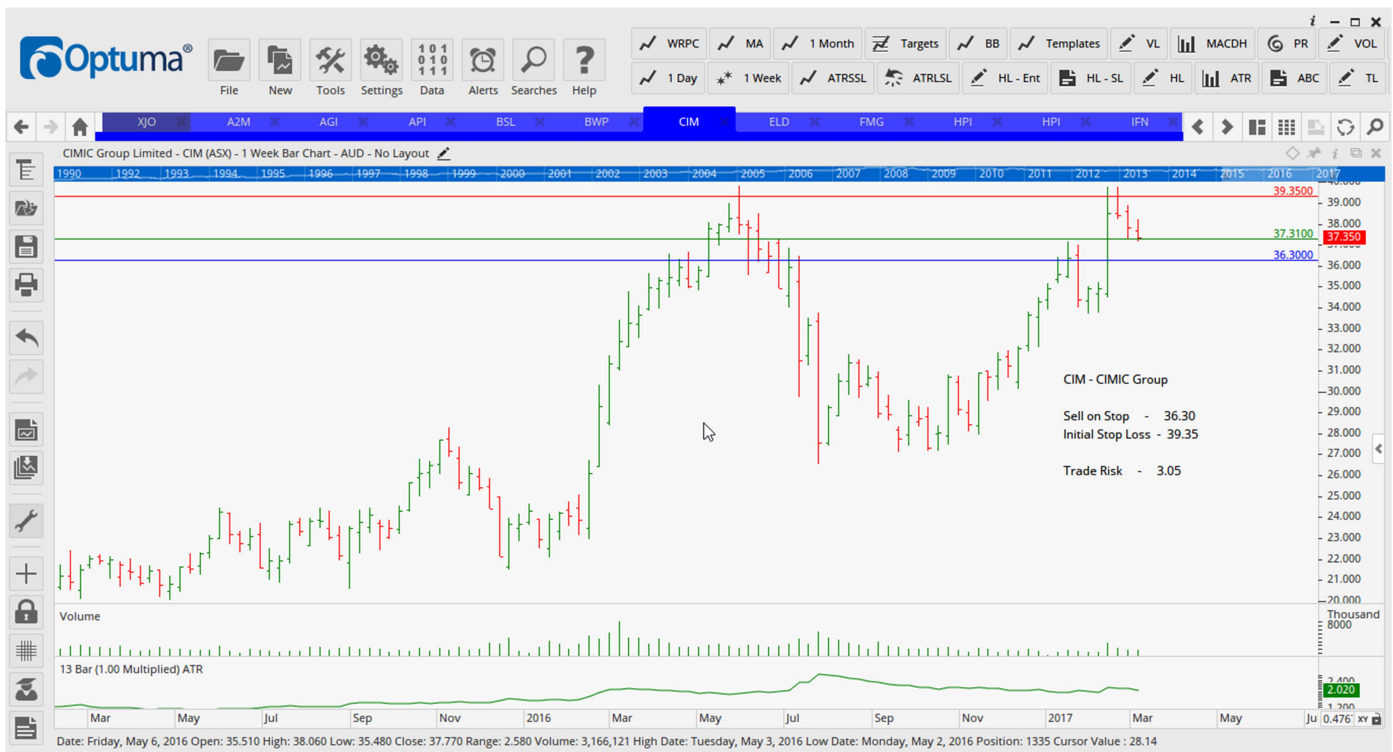 Optuma®
File
New
Tools
Settings
Data
Alerts
Searches
Help
WRPC
MA
1 Month
Targets
BB
Templates
VL
MACDH
PR
VOL
1 Day
1 Week
ATRSSL
ATRLSL
HL - Ent
HL - SL
HL
ATR
ABC
TL
XJO
A2M
AGI
API
BSL
BWP
CIM
ELD
FMG
HPI
HPI
IFN
CIMIC Group Limited - CIM (ASX) - 1 Week Bar Chart - AUD - No Layout
1990 1992 1993 1994 1995 1996 1997 1998 1999 2000 2001 2002 2003 2004 2005 2006 2007 2008 2009 2010 2011 2012 2013 2014 2015 2016 2017
40.000
39.3500
39.000
38.000
37.3100
37.350
37.000
36.3000
36.000
35.000
34.000
33.000
32.000
31.000
30.000
29.000
28.000
27.000
26.000
25.000
24.000
23.000
22.000
21.000
20.000
CIM - CIMIC Group
Sell on Stop - 36.30
Initial Stop Loss - 39.35
Trade Risk - 3.05
Volume
Thousand
8000
13 Bar (1.00 Multiplied) ATR
2.400
2.020
1.200
Mar May Jul Sep Nov 2016 Mar May Jul Sep Nov 2017 Mar May Ju
XY
Date: Friday, May 6, 2016 Open: 35.510 High: 38.060 Low: 35.480 Close: 37.770 Range: 2.580 Volume: 3,166,121 High Date: Tuesday, May 3, 2016 Low Date: Monday, May 2, 2016 Position: 1335 Cursor Value : 28.14